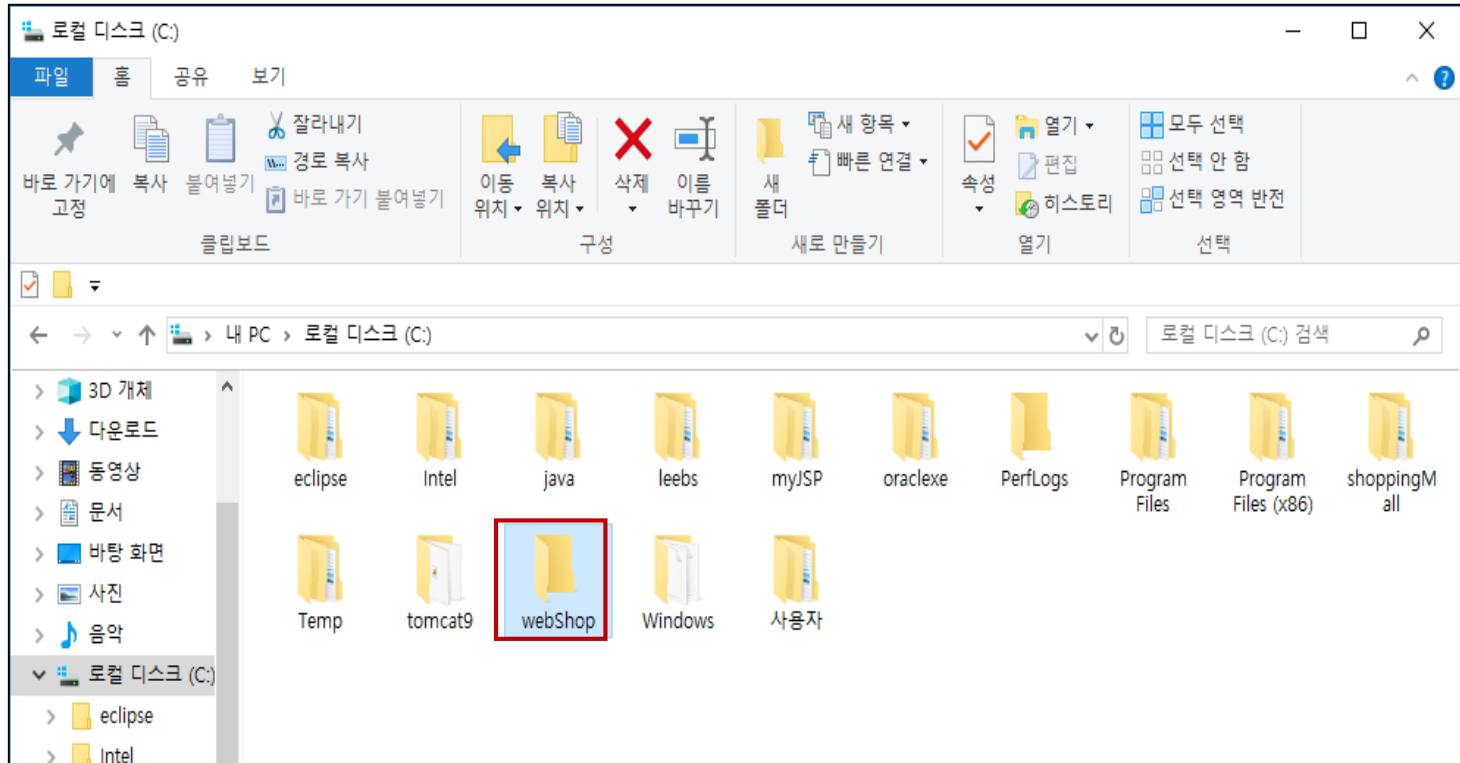 로컬 디스크 (C:)
파일 홈 공유 보기
바로 가기에
고정
복사
붙여넣기
잘라내기
경로 복사
바로 가기 붙여넣기
클립보드
이동
위치
복사
위치
삭제
이름
바꾸기
구성
새
폴더
새 항목
빠른 연결
새로 만들기
속성
열기
편집
히스토리
열기
모두 선택
선택 안 함
선택 영역 반전
선택
내 PC › 로컬 디스크 (C:)
로컬 디스크 (C:) 검색
3D 개체
다운로드
동영상
문서
바탕 화면
사진
음악
로컬 디스크 (C:)
eclipse
Intel
eclipse
Intel
java
leebs
myJSP
oraclexe
PerfLogs
Program
Files
Program
Files (x86)
shoppingM
all
Temp
tomcat9
webShop
Windows
사용자